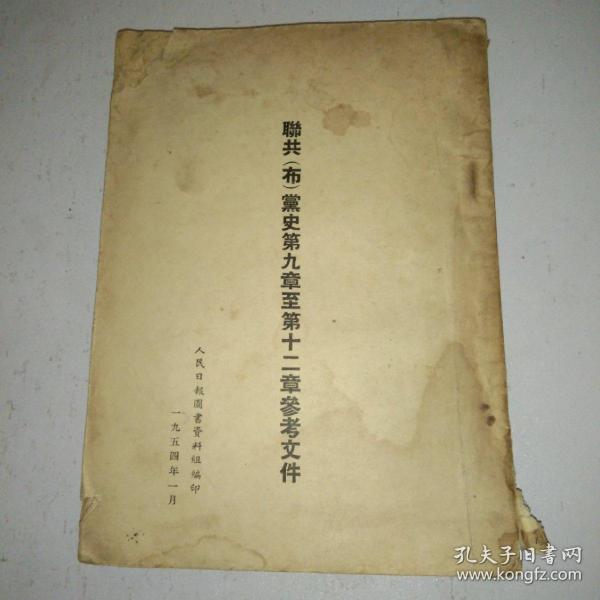 聯共(布)黨史第九章至第十二章參考文件
人民日報圖書資料組編印
一九五四年一月
孔夫子旧书网
www.kongfz.com